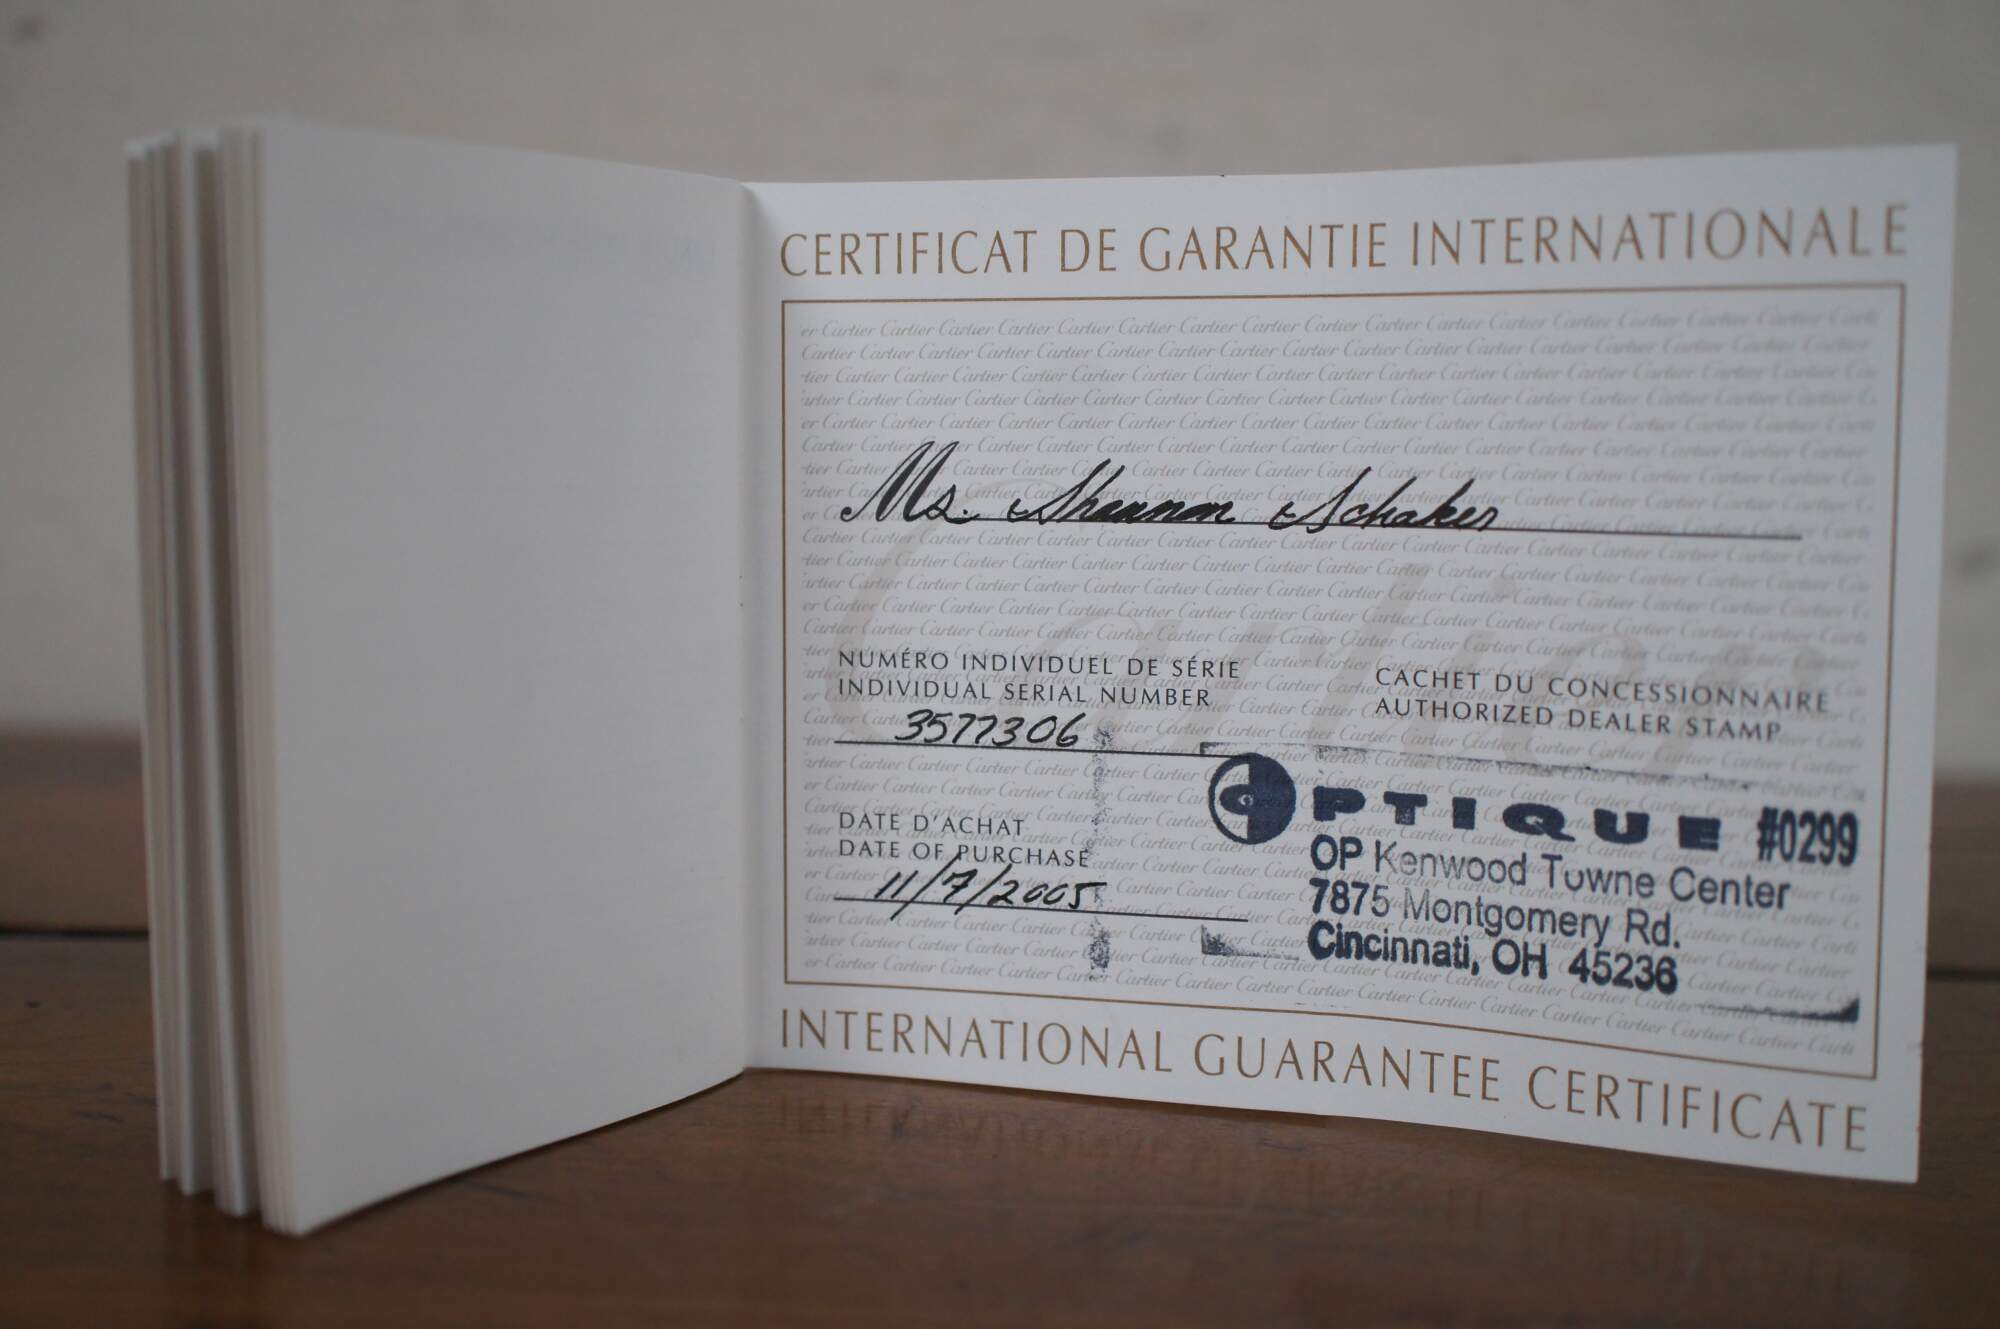 CERTIFICAT DE GARANTIE INTERNATIONALE
Ms. Shannon Schaker
NUMÉRO INDIVIDUEL DE SÉRIE
INDIVIDUAL SERIAL NUMBER
3577306
CACHET DU CONCESSIONNAIRE
AUTHORIZED DEALER STAMP
DATE D'ACHAT
DATE OF PURCHASE
11/7/2005
OPTIQUE #0299
OP Kenwood Towne Center
7875 Montgomery Rd.
Cincinnati, OH 45236
Cartier
INTERNATIONAL GUARANTEE CERTIFICATE